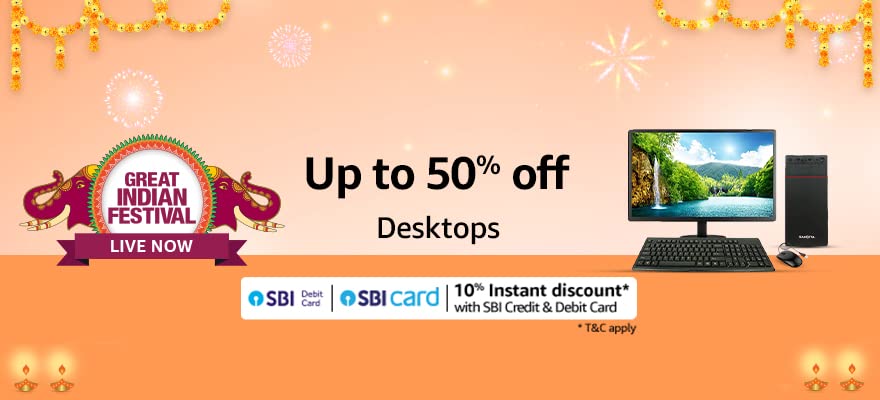 GREAT
INDIAN
FESTIVAL
LIVE NOW
Up to 50% off
Desktops
SBI Debit Card
SBI card
10% Instant discount*
with SBI Credit & Debit Card
* T&C apply